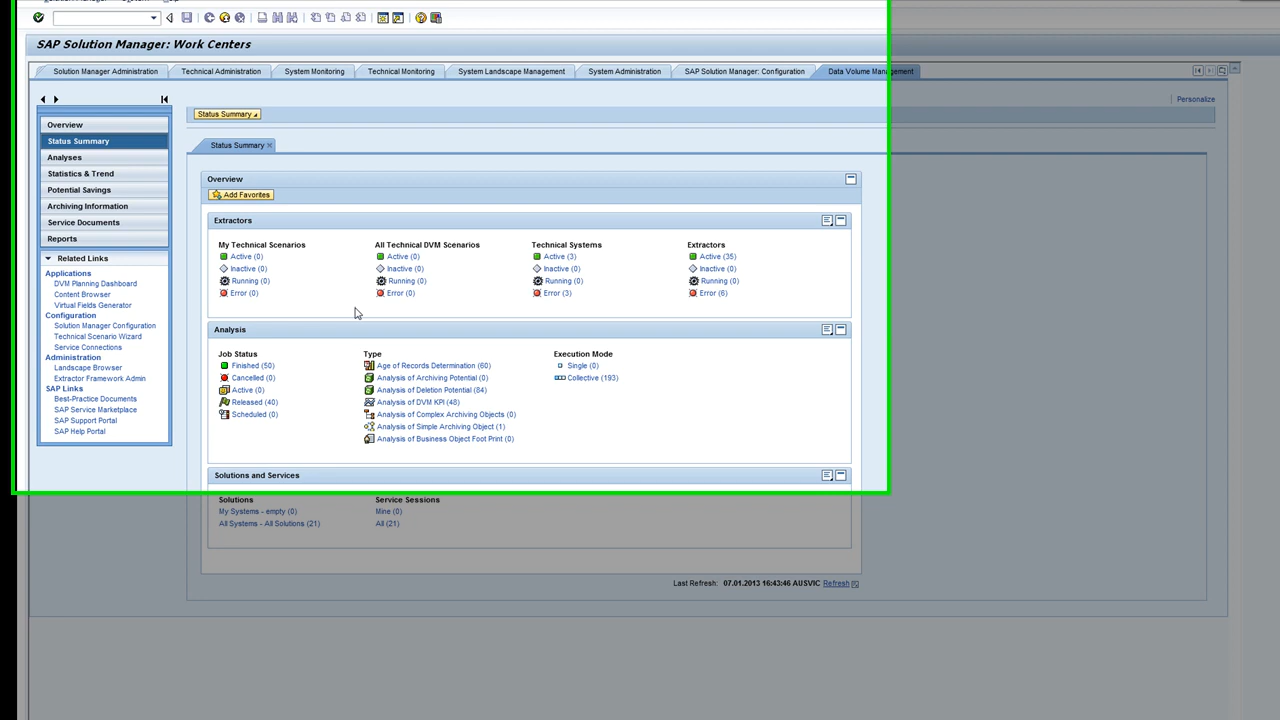 SAP Solution Manager: Work Centers
Solution Manager Administration Technical Administration System Monitoring Technical Monitoring System Landscape Management System Administration SAP Solution Manager: Configuration Data Volume Management
Personalize
Status Summary
Overview
Status Summary
Analyses
Statistics & Trend
Potential Savings
Archiving Information
Service Documents
Reports
Related Links
Applications
DVM Planning Dashboard
Content Browser
Virtual Fields Generator
Configuration
Solution Manager Configuration
Technical Scenario Wizard
Service Connections
Administration
Landscape Browser
Extractor Framework Admin
SAP Links
Best-Practice Documents
SAP Service Marketplace
SAP Support Portal
SAP Help Portal
Status Summary
Overview
Add Favorites
Extractors
My Technical Scenarios All Technical DVM Scenarios Technical Systems Extractors
Active (0) Active (0) Active (3) Active (35)
Inactive (0) Inactive (0) Inactive (0) Inactive (0)
Running (0) Running (0) Running (0) Running (0)
Error (0) Error (0) Error (3) Error (6)
Analysis
Job Status Type Execution Mode
Finished (50) Age of Records Determination (60) Single (0)
Cancelled (0) Analysis of Archiving Potential (0) Collective (193)
Active (0) Analysis of Deletion Potential (84)
Released (40) Analysis of DVM KPI (48)
Scheduled (0) Analysis of Complex Archiving Objects (0)
Analysis of Simple Archiving Object (1)
Analysis of Business Object Foot Print (0)
Solutions and Services
Solutions Service Sessions
My Systems - empty (0) Mine (0)
All Systems - All Solutions (21) All (21)
Last Refresh: 07.01.2013 16:43:46 AUSVIC Refresh